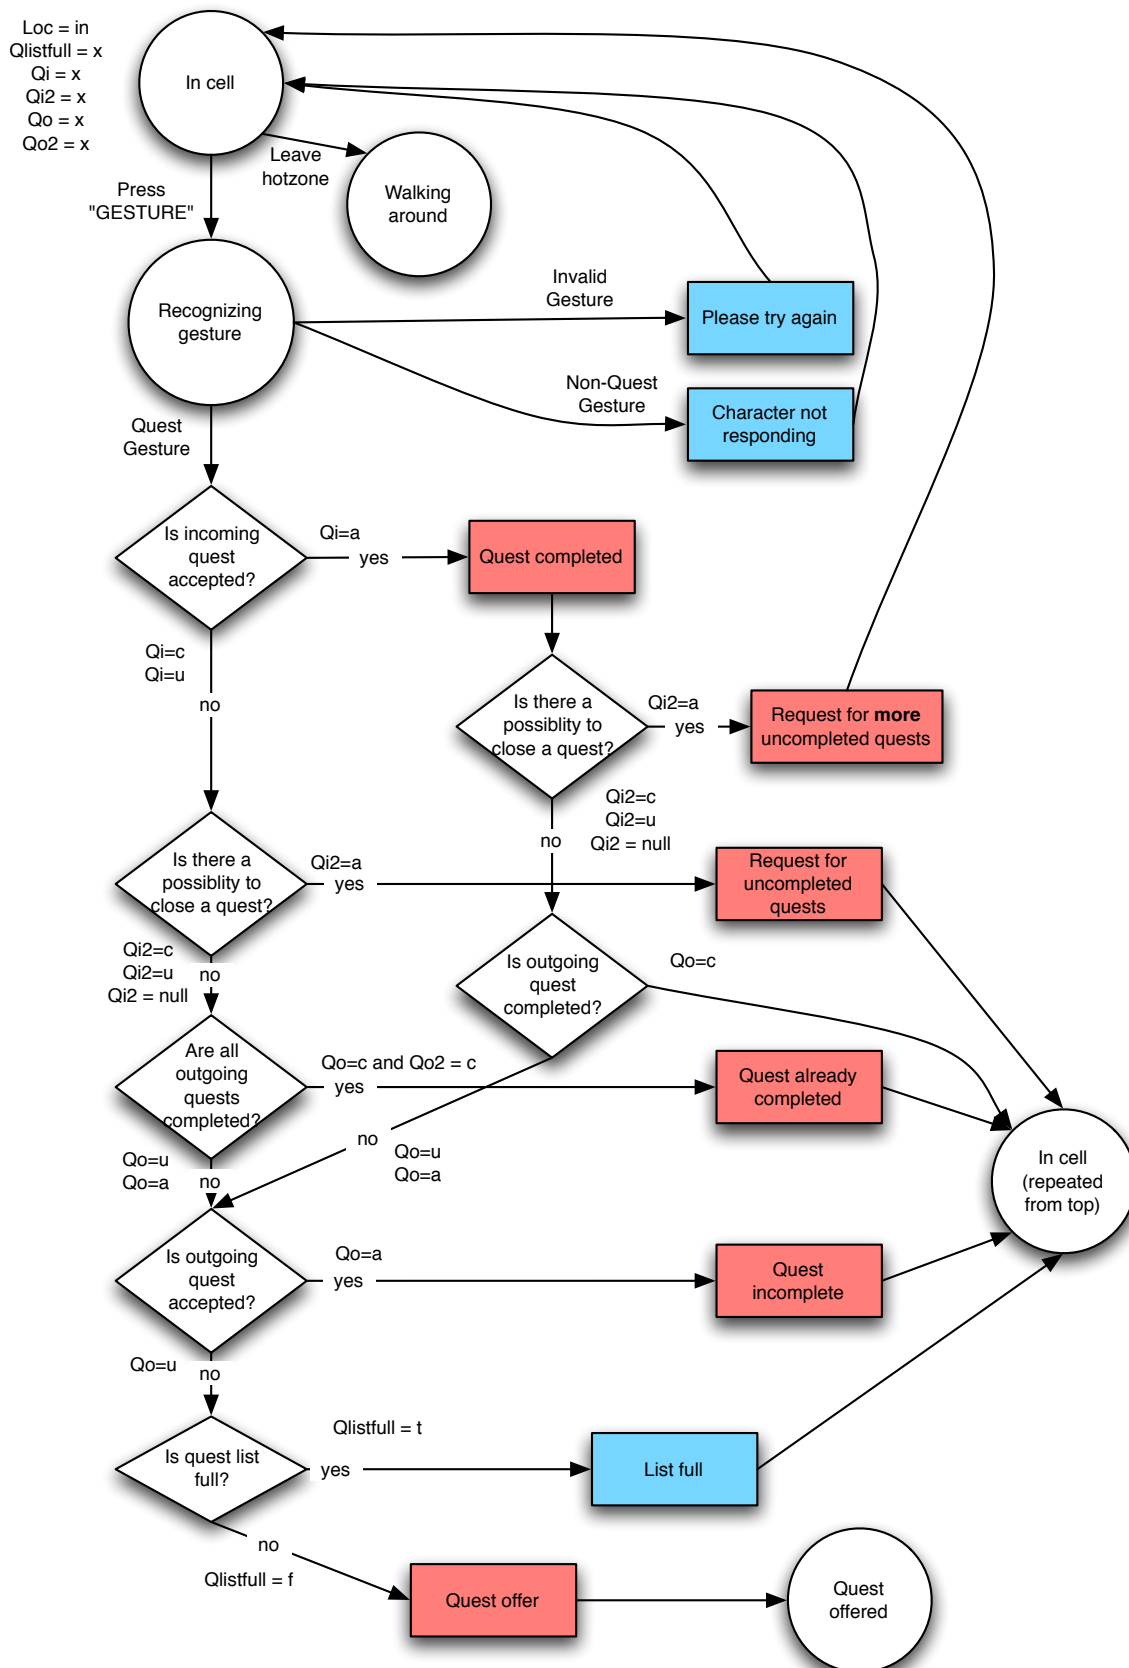 Loc = in
Qlistfull = x
Qi = x
Qi2 = x
Qo = x
Qo2 = x
In cell
Leave
hotzone
Walking
around
Press
"GESTURE"
Recognizing
gesture
Invalid
Gesture
Please try again
Non-Quest
Gesture
Character not
responding
Quest
Gesture
Is incoming
quest
accepted?
Qi=a
yes
Quest completed
Qi=c
Qi=u
no
Is there a
possiblity to
close a quest?
Qi2=a
yes
Request for more
uncompleted quests
Qi2=c
Qi2=u
Qi2 = null
no
Is there a
possiblity to
close a quest?
Qi2=a
yes
Request for
uncompleted
quests
Qi2=c
Qi2=u
Qi2 = null
no
Is outgoing
quest
completed?
Qo=c
Are all
outgoing
quests
completed?
Qo=c and Qo2 = c
yes
Quest already
completed
no
Qo=u
Qo=a
Qo=u
Qo=a
no
In cell
(repeated
from top)
Is outgoing
quest
accepted?
Qo=a
yes
Quest
incomplete
Qo=u
no
Is quest list
full?
Qlistfull = t
yes
List full
no
Qlistfull = f
Quest offer
Quest
offered